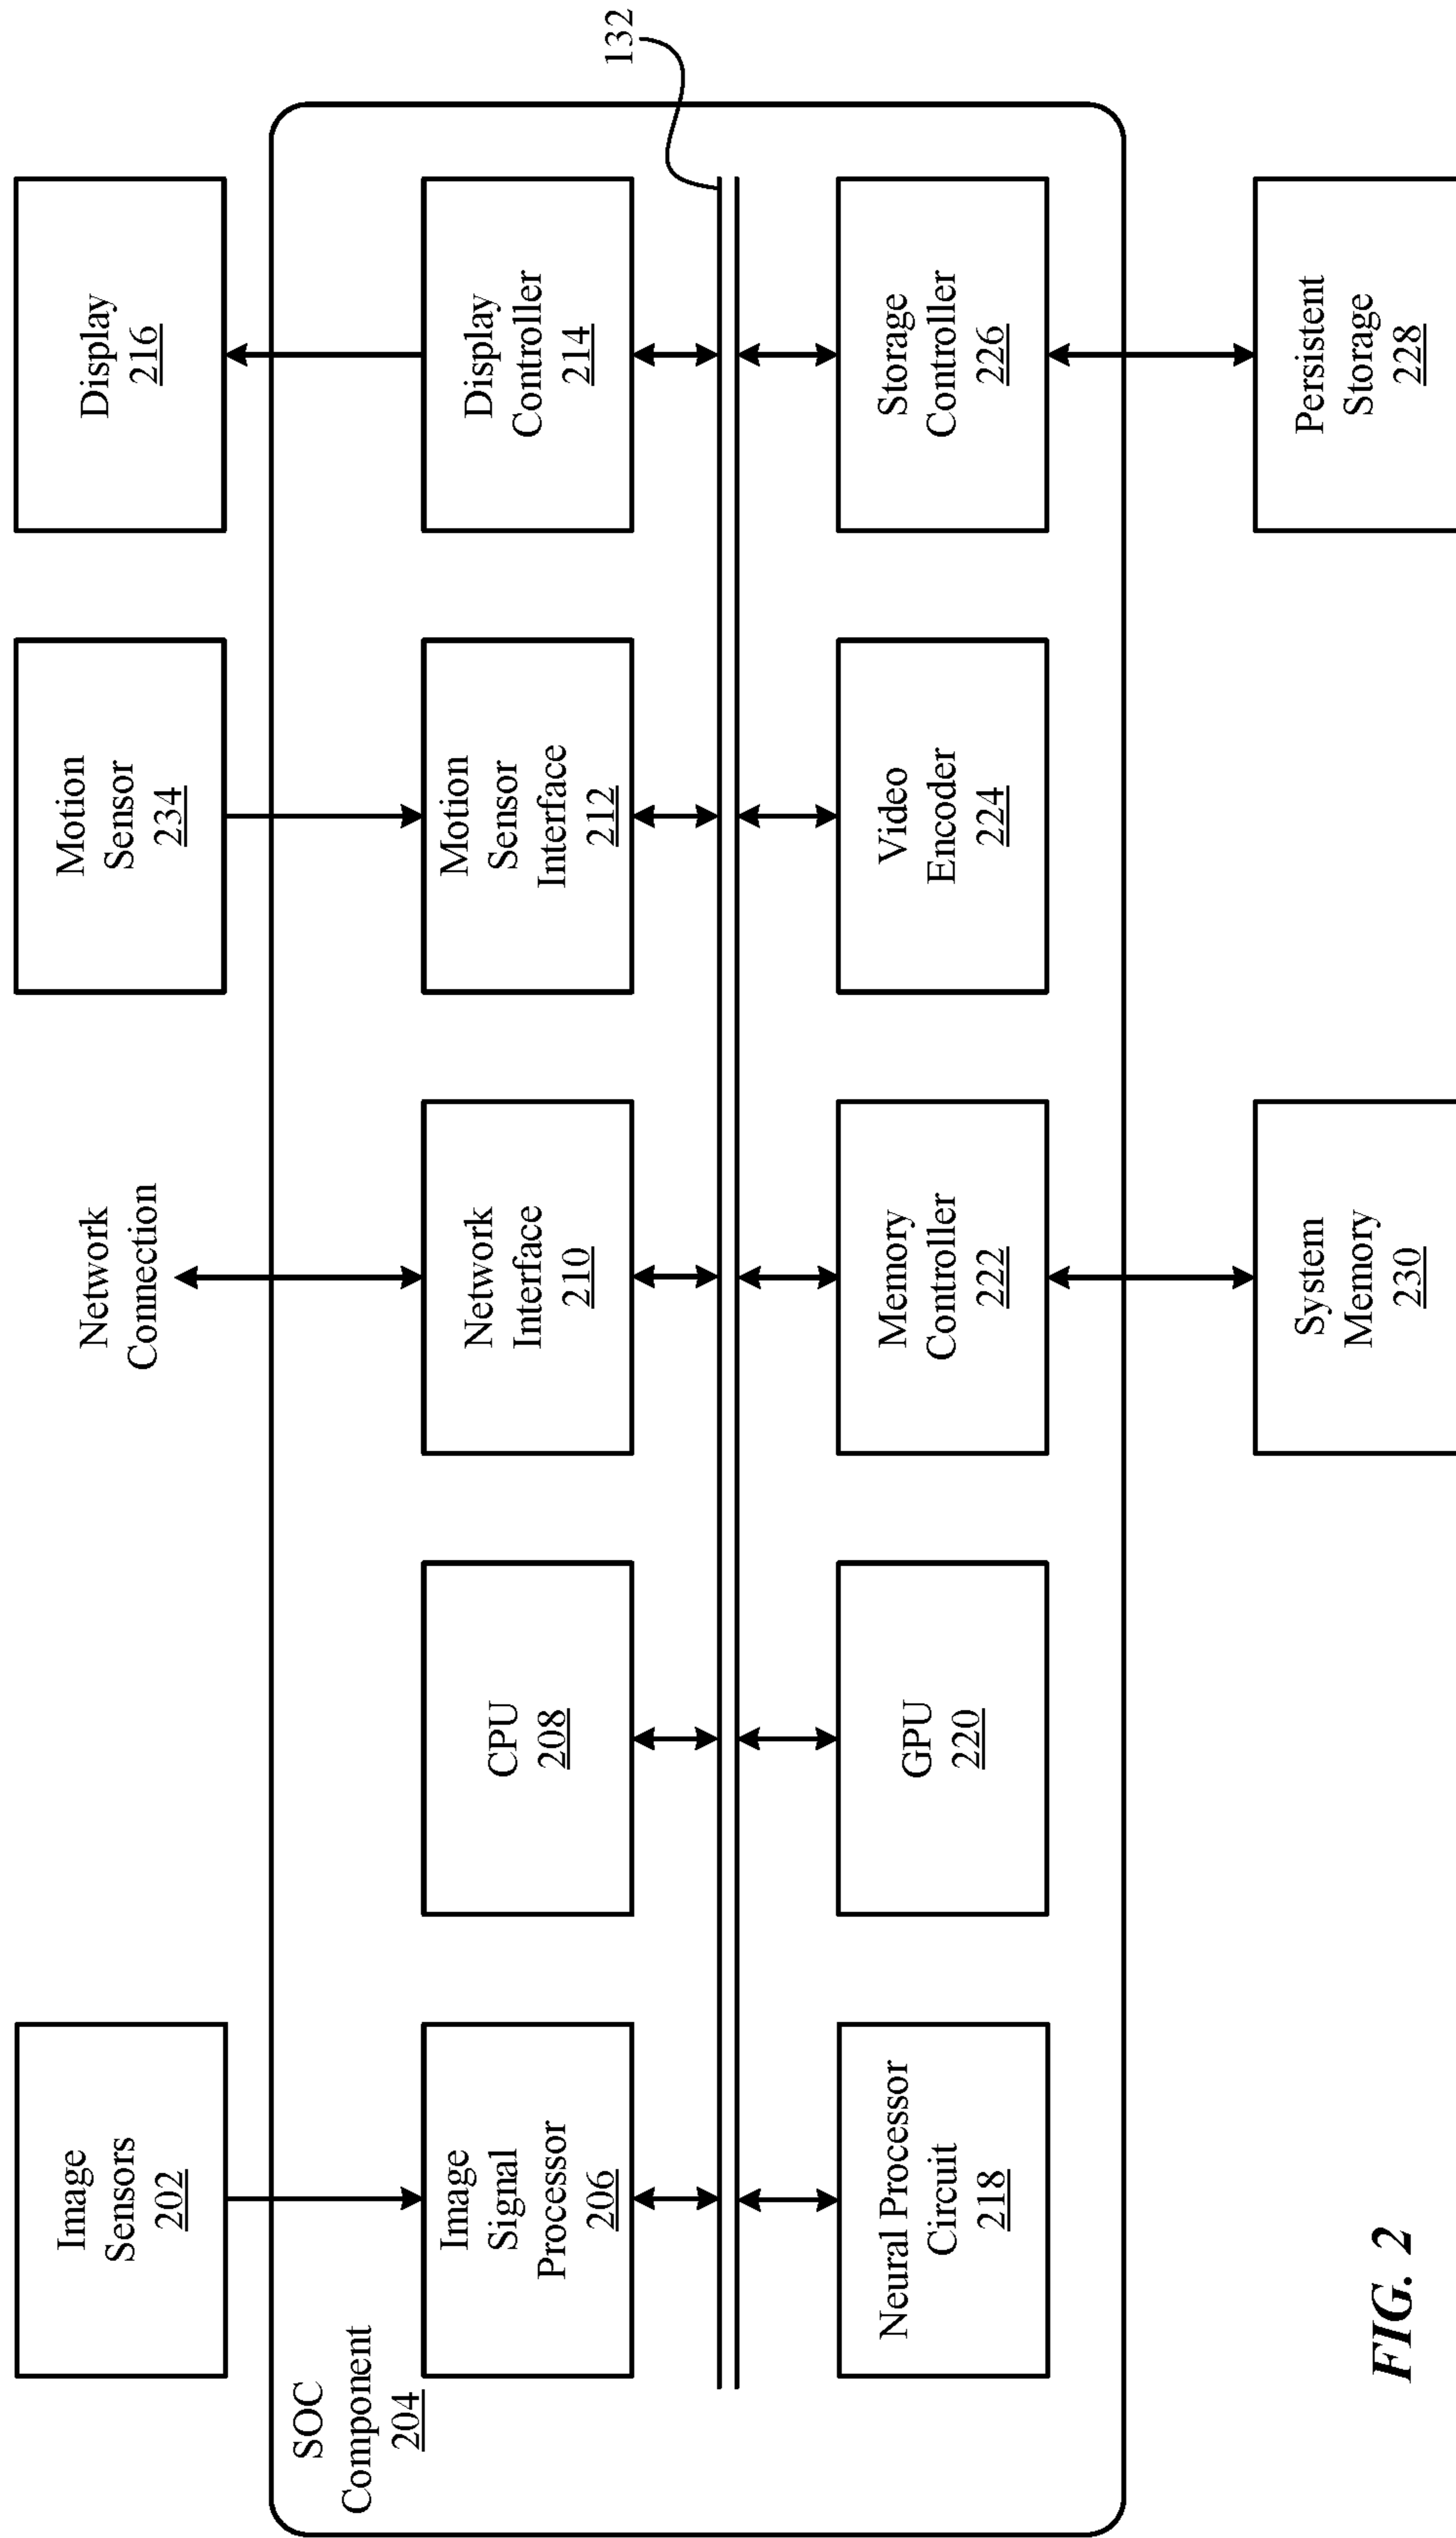 Image
Sensors
202
Network
Connection
Motion
Sensor
234
Display
216
SOC
Component
204
Image
Signal
Processor
206
CPU
208
Network
Interface
210
Motion
Sensor
Interface
212
Display
Controller
214
132
Neural Processor
Circuit
218
GPU
220
Memory
Controller
222
Video
Encoder
224
Storage
Controller
226
System
Memory
230
Persistent
Storage
228
FIG. 2